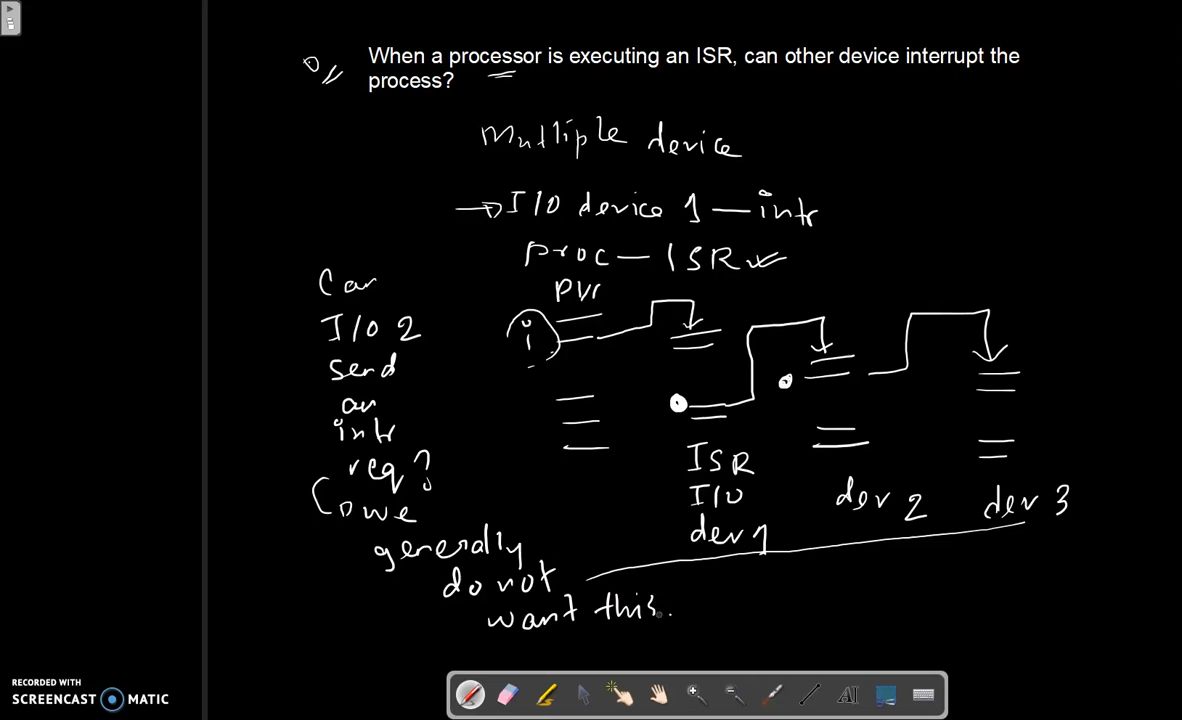 When a processor is executing an ISR, can other device interrupt the
process?
Multiple device
I/O device 1 — intr
Proc — ISR
Can
I/O 2
send
an
intr
req?
we
generally
do not
want this.
i
ISR
I/O
dev 1
dev 2
dev 3
RECORDED WITH
SCREENCAST MATIC
AI